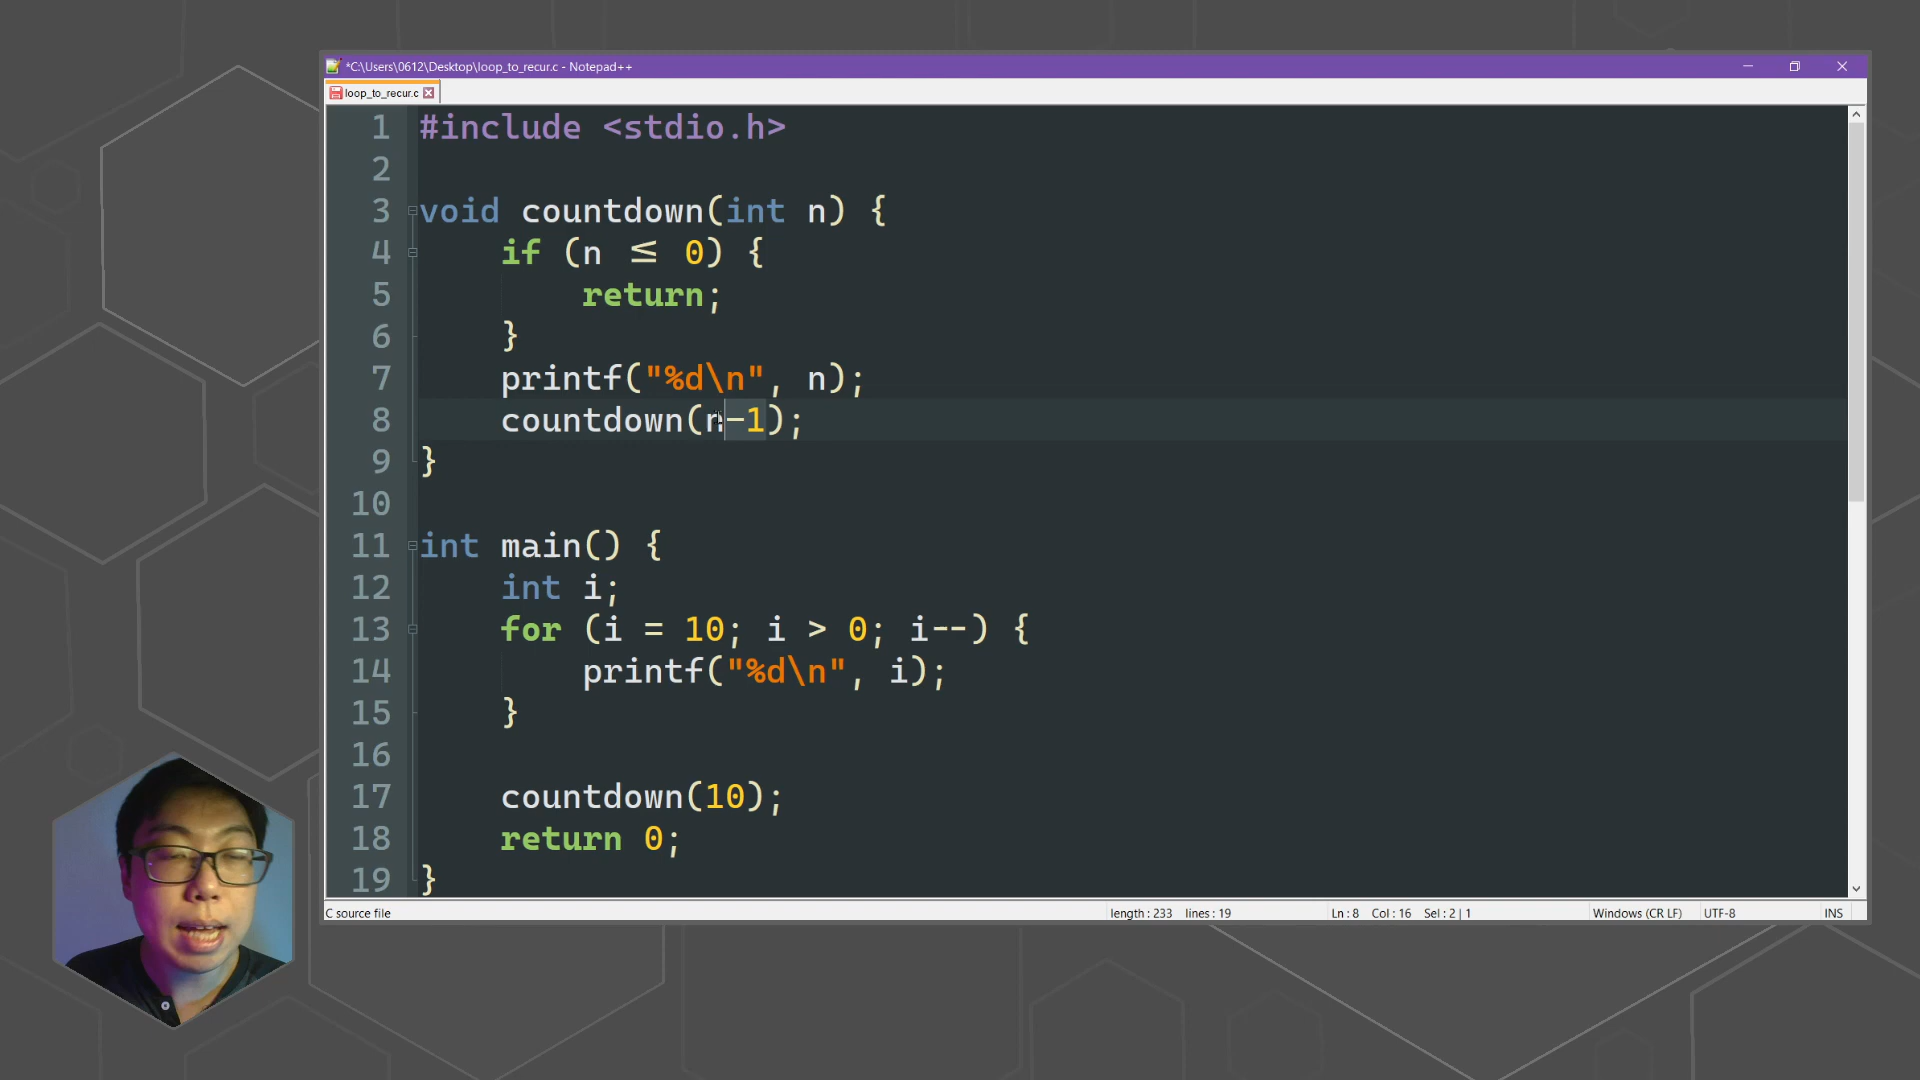 *C:\Users\0612\Desktop\loop_to_recur.c - Notepad++
loop_to_recur.c
1 #include <stdio.h>
2
3 void countdown(int n) {
4 if (n ≤ 0) {
5 return;
6 }
7 printf("%d\n", n);
8 countdown(n-1);
9 }
10
11 int main() {
12 int i;
13 for (i = 10; i > 0; i--) {
14 printf("%d\n", i);
15 }
16
17 countdown(10);
18 return 0;
19 }
C source file length : 233 lines : 19 Ln : 8 Col : 16 Sel : 2 | 1 Windows (CR LF) UTF-8 INS